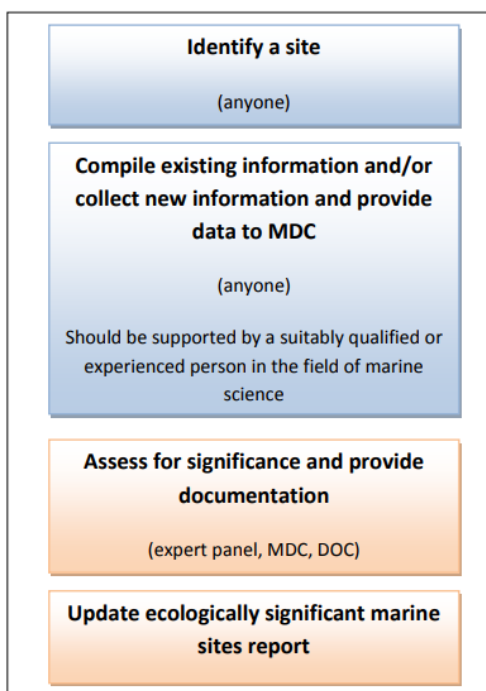 Identify a site
(anyone)
Compile existing information and/or
collect new information and provide
data to MDC
(anyone)
Should be supported by a suitably qualified or
experienced person in the field of marine
science
Assess for significance and provide
documentation
(expert panel, MDC, DOC)
Update ecologically significant marine
sites report